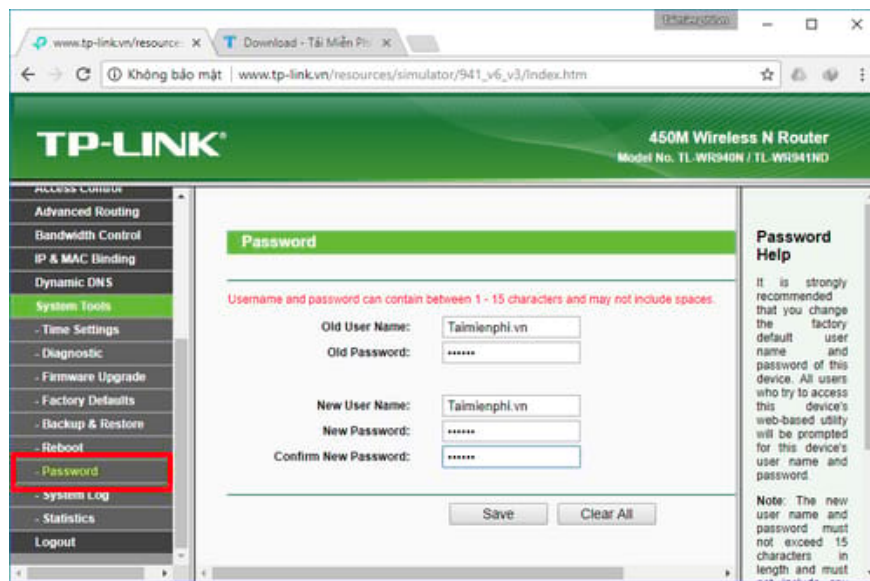 www.tp-link.vn/resource
Download - Tải Miễn Ph
Không bảo mật
www.tp-link.vn/resources/simulator/941_v6_v3/Index.htm
TP-LINK®
450M Wireless N Router
Model No. TL-WR940N / TL-WR941ND
Access Control
Advanced Routing
Bandwidth Control
IP & MAC Binding
Dynamic DNS
System Tools
- Time Settings
- Diagnostic
- Firmware Upgrade
- Factory Defaults
- Backup & Restore
- Reboot
- Password
- System Log
- Statistics
Logout
Password
Username and password can contain between 1 - 15 characters and may not include spaces.
Old User Name: Taimienphi.vn
Old Password: ••••••
New User Name: Taimienphi.vn
New Password: ••••••
Confirm New Password: ••••••
Save
Clear All
Password
Help
It is strongly
recommended
that you change
the factory
default user
name and
password of this
device. All users
who try to access
this device's
web-based utility
will be prompted
for this device's
user name and
password.
Note: The new
user name and
password must
not exceed 15
characters in
length and must